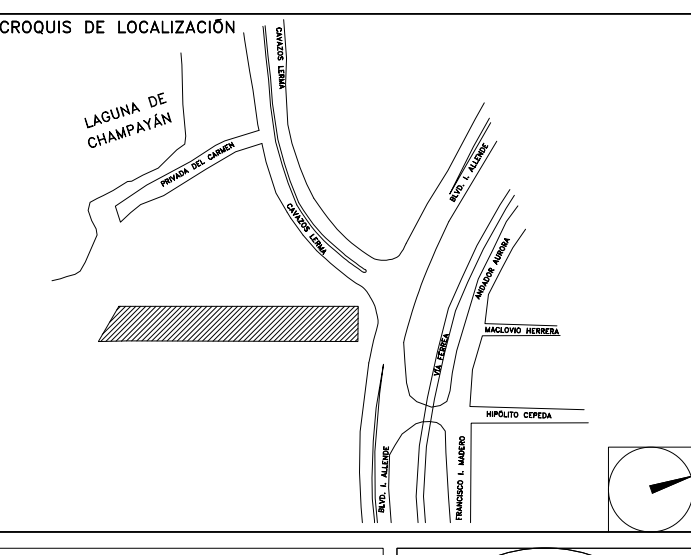 CROQUIS DE LOCALIZACIÓN
CAVAZOS LERMA
LAGUNA DE
CHAMPAYÁN
PRIVADA DEL CARMEN
BLVD. I. ALLENDE
CAVAZOS LERMA
ANDADOR AURORA
MACLOVIO HERRERA
VÍA FERREA
HIPÓLITO CEPEDA
BLVD. I. ALLENDE
FRANCISCO I. MADERO